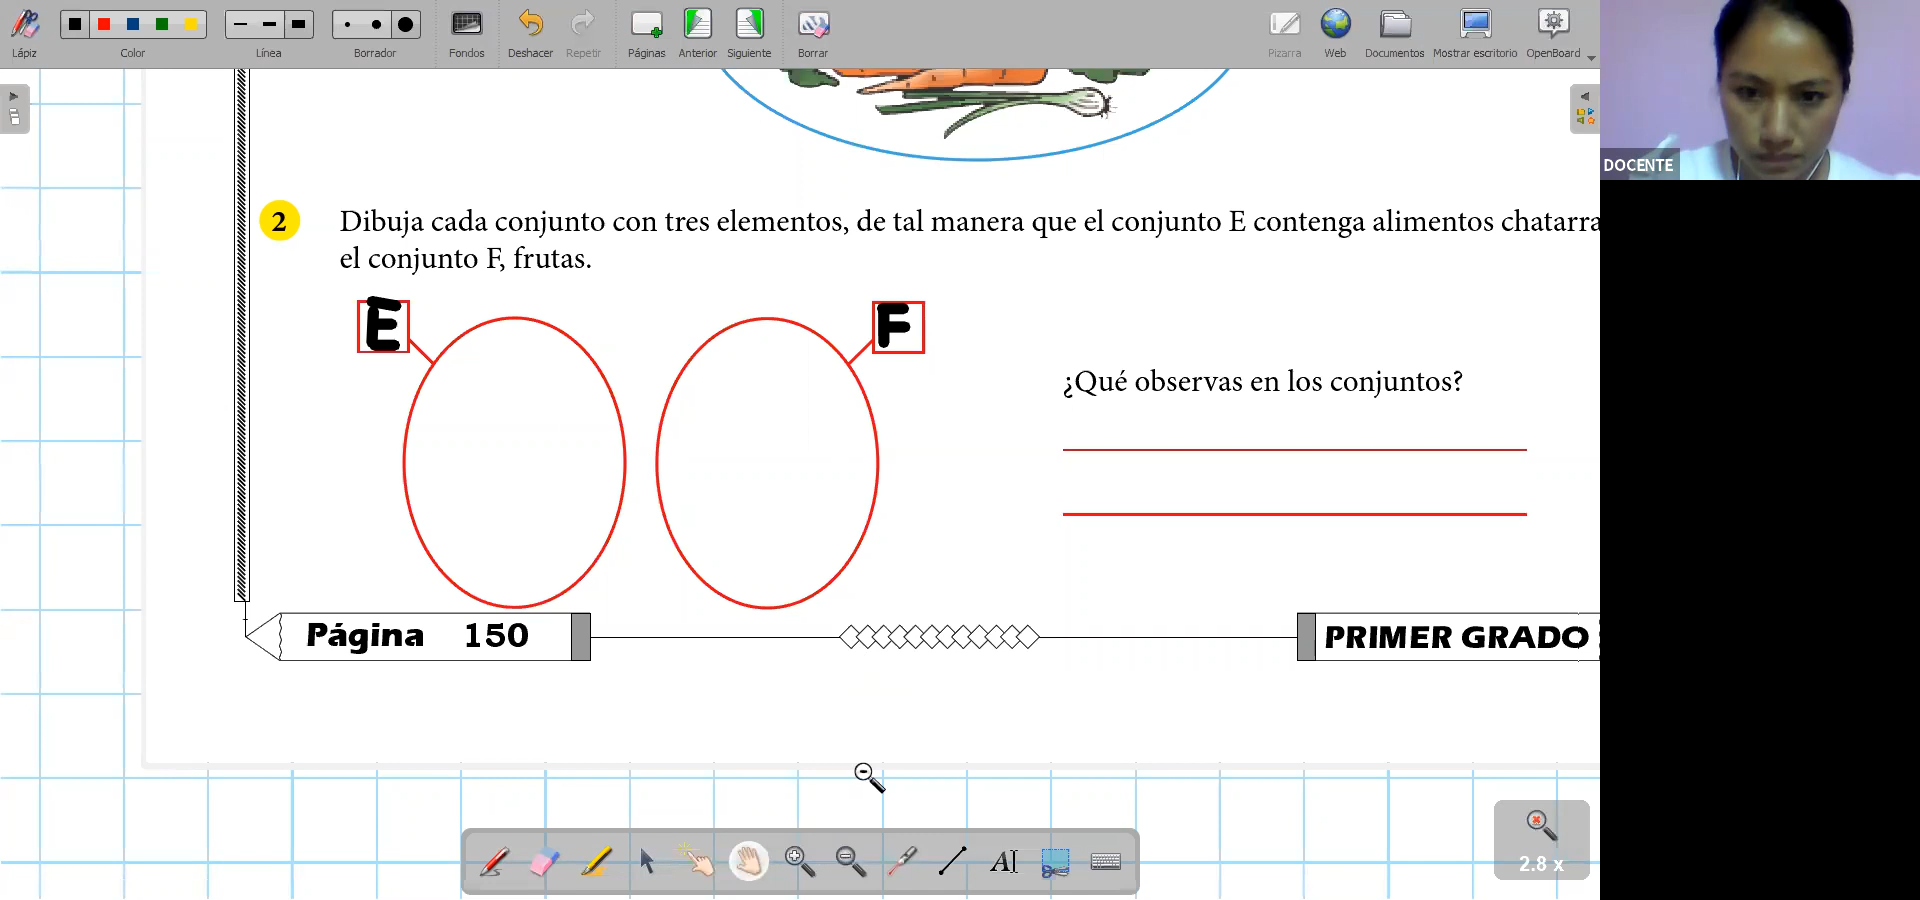 Lápiz
Color
Línea
Borrador
Fondos
Deshacer
Repetir
Páginas
Anterior
Siguiente
Borrar
Pizarra
Web
Documentos
Mostrar escritorio
OpenBoard
DOCENTE
2 Dibuja cada conjunto con tres elementos, de tal manera que el conjunto E contenga alimentos chatarra
el conjunto F, frutas.
E
F
¿Qué observas en los conjuntos?
Página 150
PRIMER GRADO
AI
2.8 x